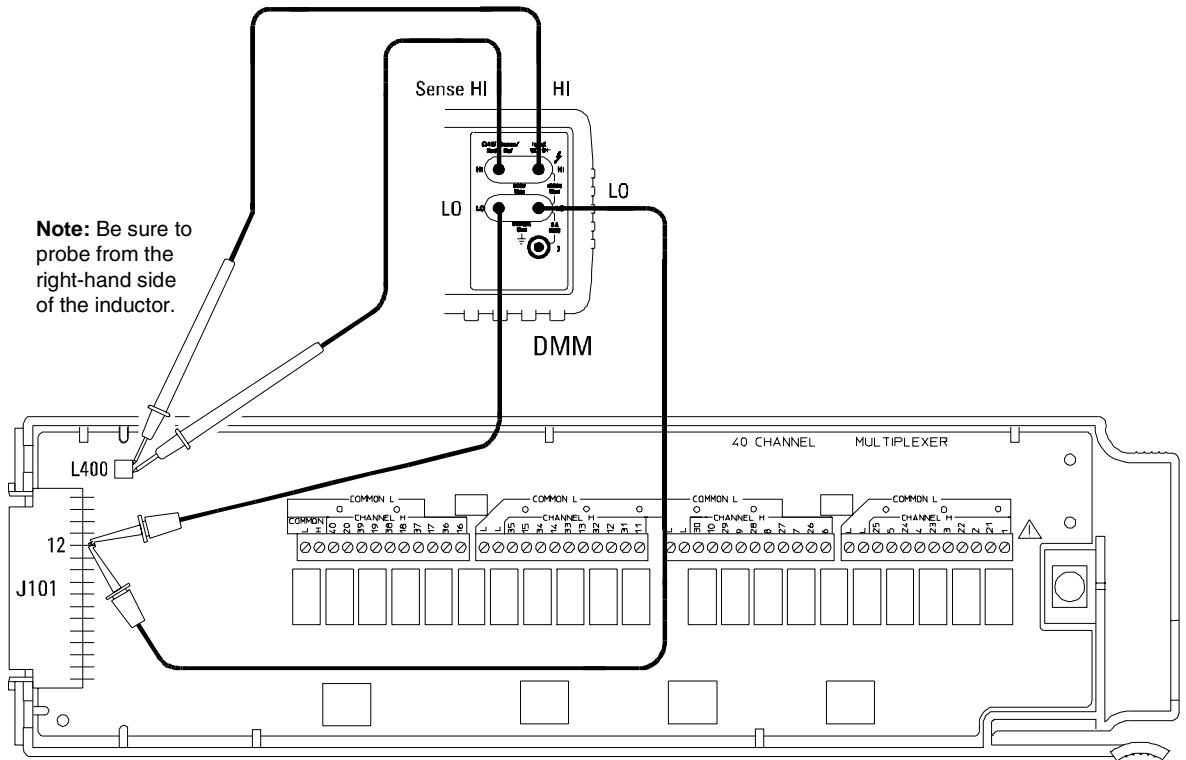 Sense HI
HI
HI
HI
LO
LO
LO
Note: Be sure to
probe from the
right-hand side
of the inductor.
DMM
40 CHANNEL MULTIPLEXER
L400
COMMON L
COMMON L
COMMON L
COMMON L
CHANNEL H
CHANNEL H
CHANNEL H
CHANNEL H
COMMON
L H 40 20 39 19 38 18 37 17 36 16
L L 35 15 34 14 33 13 32 12 31 11
L L 30 10 29 9 28 8 27 7 26 6
L L 25 5 24 4 23 3 22 2 21 1
12
J101